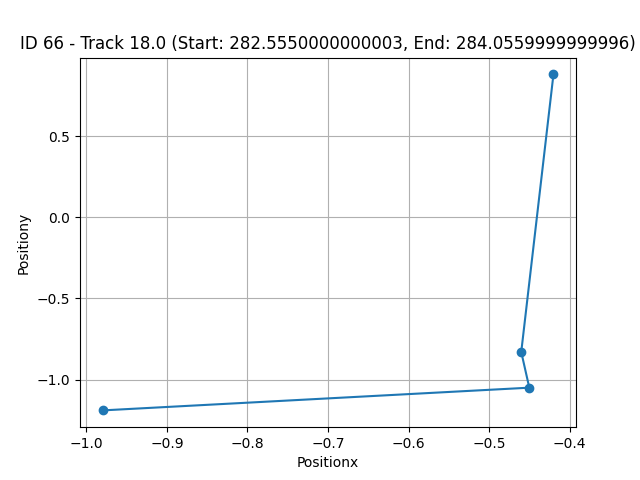 ID 66 - Track 18.0 (Start: 282.5550000000003, End: 284.0559999999996)
Positiony
0.5
0.0
−0.5
−1.0
−1.0 −0.9 −0.8 −0.7 −0.6 −0.5 −0.4
Positionx